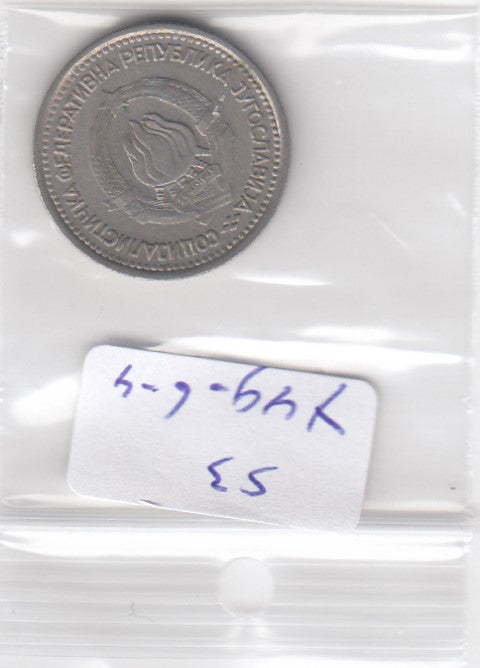 СОЦИЈАЛИСТИЧКА ФЕДЕРАТИВНА РЕПУБЛИКА ЈУГОСЛАВИЈА
53